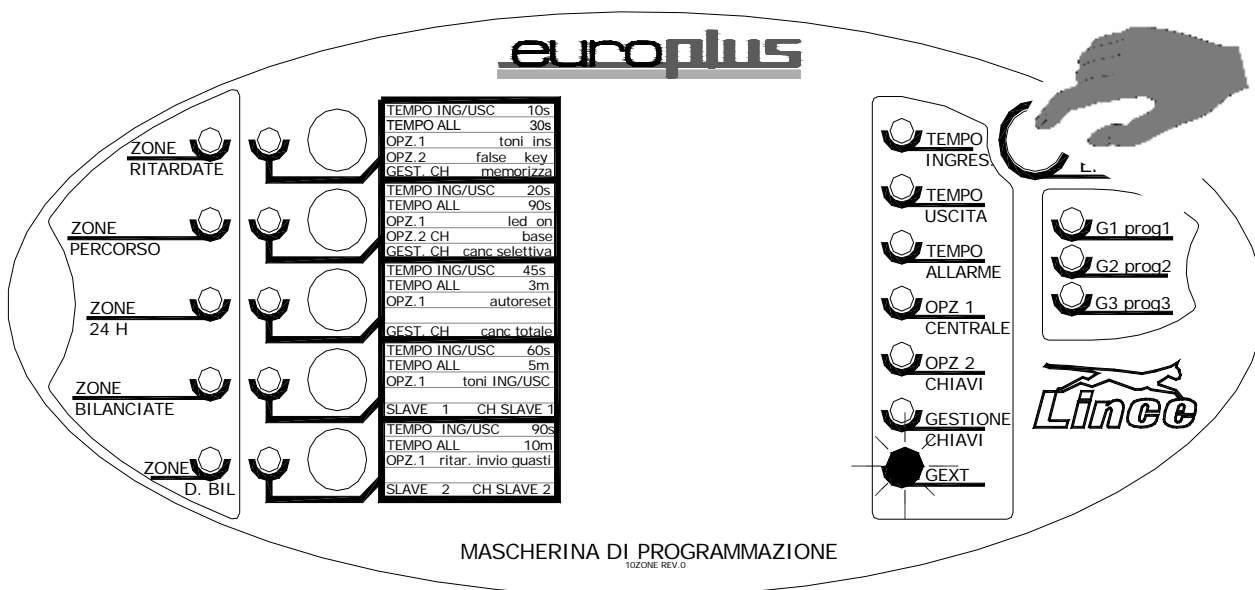 europlus
ZONE
RITARDATE
ZONE
PERCORSO
ZONE
24 H
ZONE
BILANCIATE
ZONE
D. BIL
TEMPO ING/USC 10s
TEMPO ALL 30s
OPZ.1 toni ins
OPZ.2 false key
GEST. CH memorizza
TEMPO ING/USC 20s
TEMPO ALL 90s
OPZ.1 led on
OPZ.2 CH base
GEST. CH canc selettiva
TEMPO ING/USC 45s
TEMPO ALL 3m
OPZ.1 autoreset
GEST. CH canc totale
TEMPO ING/USC 60s
TEMPO ALL 5m
OPZ.1 toni ING/USC
SLAVE 1 CH SLAVE 1
TEMPO ING/USC 90s
TEMPO ALL 10m
OPZ.1 ritar. invio guasti
SLAVE 2 CH SLAVE 2
TEMPO
INGRES.
TEMPO
USCITA
TEMPO
ALLARME
OPZ 1
CENTRALE
OPZ 2
CHIAVI
GESTIONE
CHIAVI
GEXT
E.
G1 prog1
G2 prog2
G3 prog3
Lince
MASCHERINA DI PROGRAMMAZIONE
10ZONE REV.0